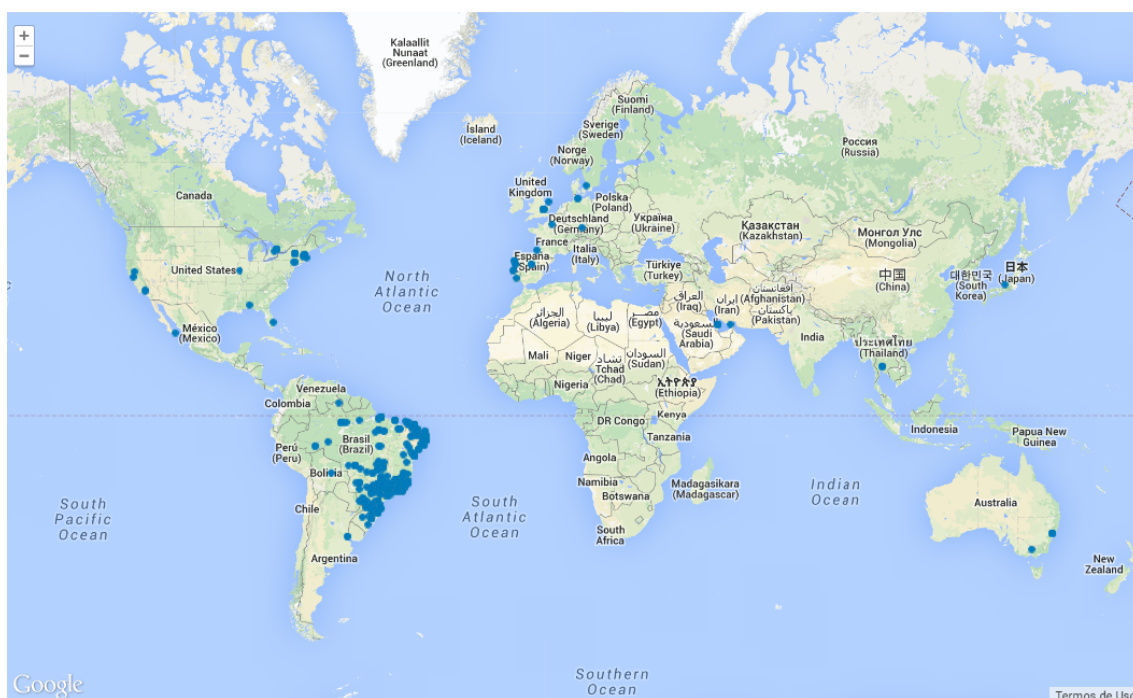 +
−
Kalaallit
Nunaat
(Greenland)
Ísland
(Iceland)
Suomi
(Finland)
Sverige
(Sweden)
Norge
(Norway)
Россия
(Russia)
Canada
United
Kingdom
Polska
(Poland)
Deutschland
(Germany)
Україна
(Ukraine)
Қазақстан
(Kazakhstan)
Монгол Улс
(Mongolia)
France
Italia
(Italy)
España
(Spain)
Türkiye
(Turkey)
United States
North
Atlantic
Ocean
中国
(China)
대한민국
(South
Korea)
日本
(Japan)
افغانستان
(Afghanistan)
ایران
(Iran)
پاکستان
(Pakistan)
العراق
(Iraq)
الجزائر
(Algeria)
ليبيا
(Libya)
مصر
(Egypt)
السعودية
(Saudi
Arabia)
México
(Mexico)
India
ประเทศไทย
(Thailand)
Mali
Niger
تشاد
Tchad
(Chad)
السودان
(Sudan)
Nigeria
ኢትዮጵያ
(Ethiopia)
Venezuela
Colombia
DR Congo
Kenya
Tanzania
Indonesia
Papua New
Guinea
Perú
(Peru)
Brasil
(Brazil)
Bolivia
Angola
Namibia
Botswana
Madagasikara
(Madagascar)
Indian
Ocean
South
Pacific
Ocean
Chile
South
Atlantic
Ocean
South
Africa
Australia
Argentina
New
Zealand
Southern
Ocean
Google
Termos de Uso